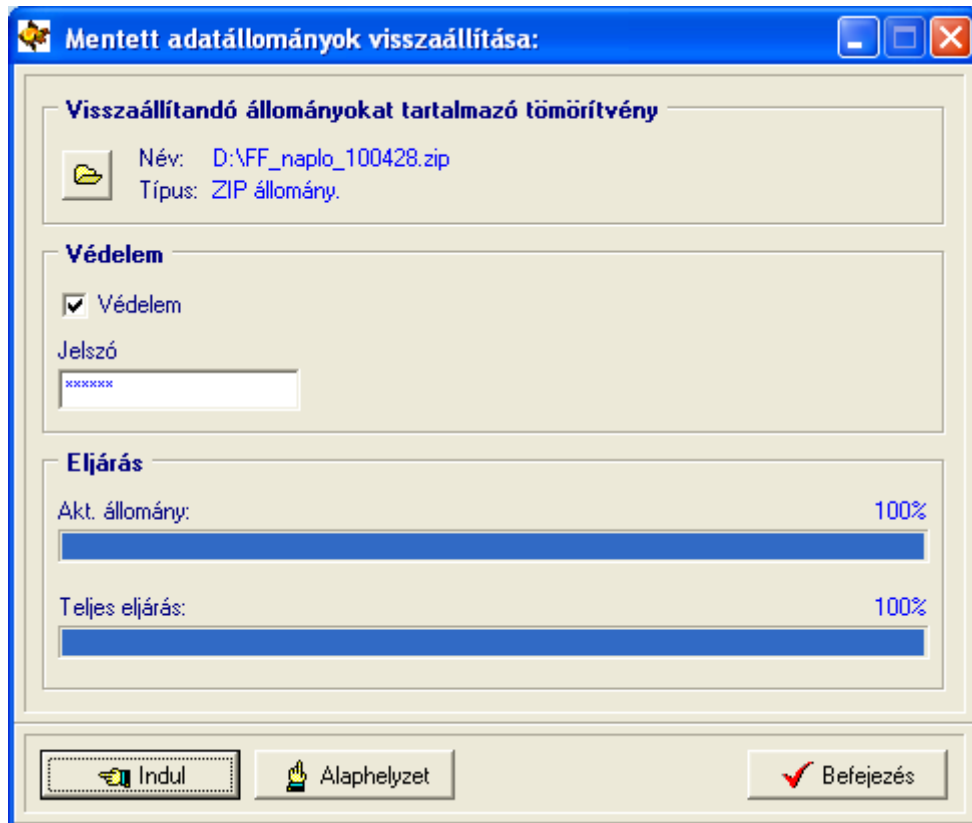 Mentett adatállományok visszaállítása:
Visszaállítandó állományokat tartalmazó tömörítvény
Név: D:\FF_naplo_100428.zip
Típus: ZIP állomány.
Védelem
Védelem
Jelszó
******
Eljárás
Akt. állomány: 100%
Teljes eljárás: 100%
Indul Alaphelyzet Befejezés